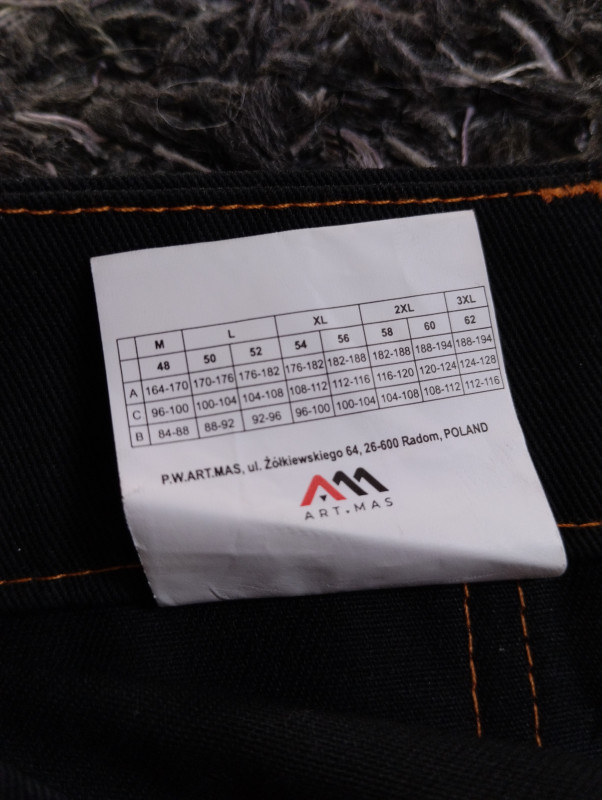 M L XL 2XL 3XL
48 50 52 54 56 58 60 62
A 164-170 170-176 176-182 176-182 182-188 182-188 188-194 188-194
C 96-100 100-104 104-108 108-112 112-116 116-120 120-124 124-128
B 84-88 88-92 92-96 96-100 100-104 104-108 108-112 112-116
P.W.ART.MAS, ul. Żółkiewskiego 64, 26-600 Radom, POLAND
AM
ART.MAS